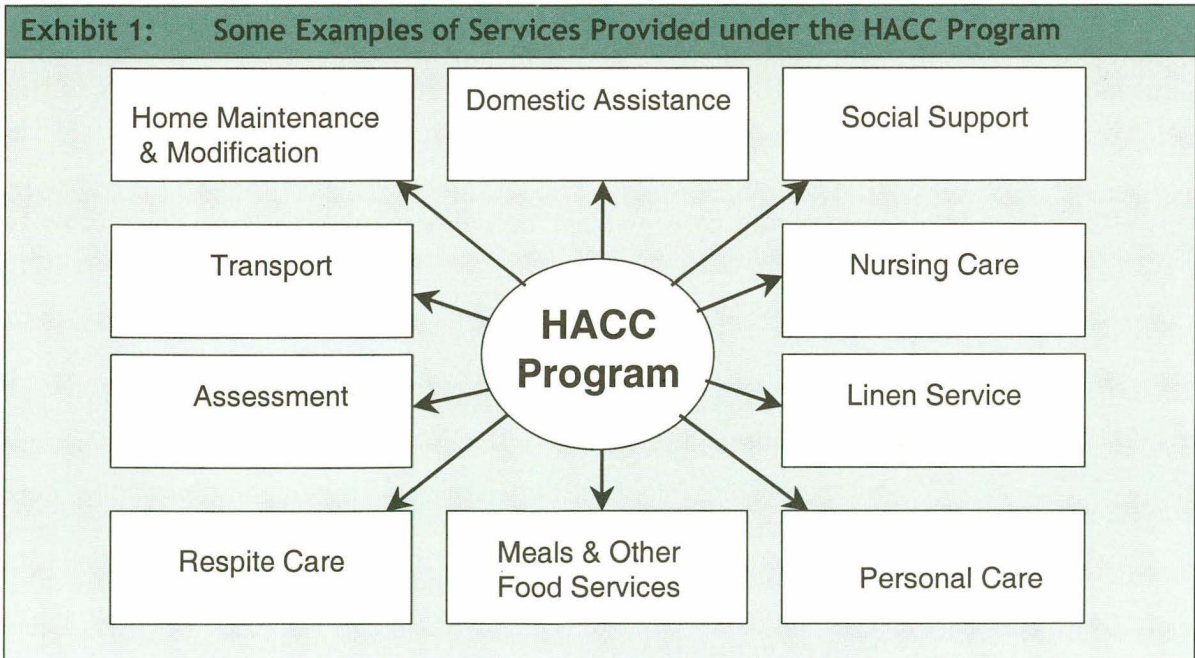 Exhibit 1: Some Examples of Services Provided under the HACC Program
Home Maintenance
& Modification
Domestic Assistance
Social Support
Transport
Nursing Care
HACC
Program
Assessment
Linen Service
Respite Care
Meals & Other
Food Services
Personal Care